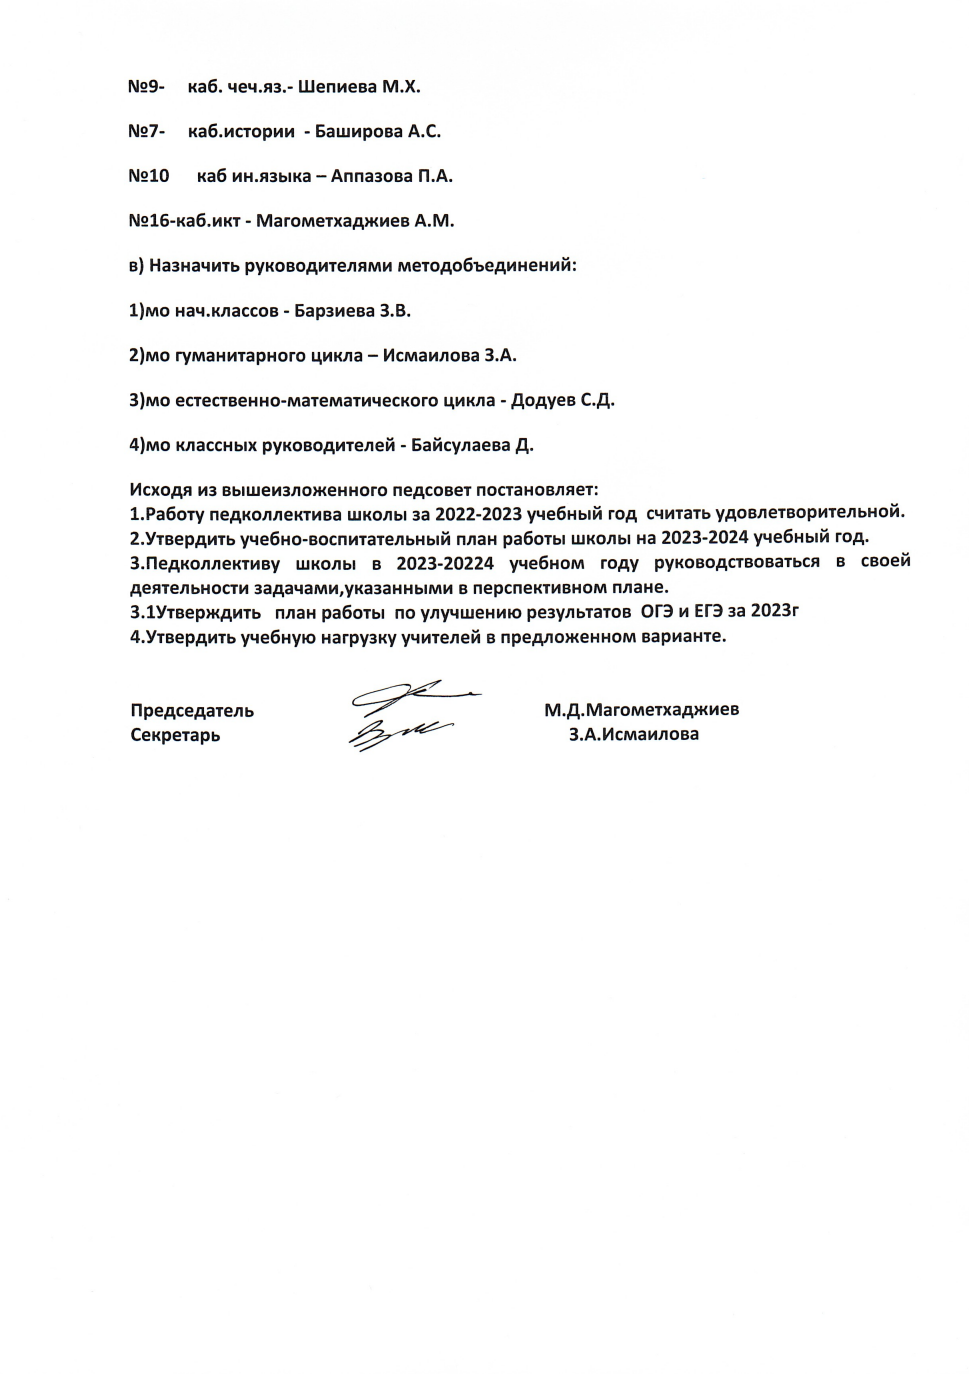 №9- каб. чеч.яз.- Шепиева М.Х.
№7- каб.истории - Баширова А.С.
№10 каб ин.языка – Аппазова П.А.
№16-каб.икт - Магометхаджиев А.М.
в) Назначить руководителями методобъединений:
1)мо нач.классов - Барзиева З.В.
2)мо гуманитарного цикла – Исмаилова З.А.
3)мо естественно-математического цикла - Додуев С.Д.
4)мо классных руководителей - Байсулаева Д.
Исходя из вышеизложенного педсовет постановляет:
1.Работу педколлектива школы за 2022-2023 учебный год считать удовлетворительной.
2.Утвердить учебно-воспитательный план работы школы на 2023-2024 учебный год.
3.Педколлективу школы в 2023-20224 учебном году руководствоваться в своей
деятельности задачами,указанными в перспективном плане.
3.1Утверждить план работы по улучшению результатов ОГЭ и ЕГЭ за 2023г
4.Утвердить учебную нагрузку учителей в предложенном варианте.
Председатель М.Д.Магометхаджиев
Секретарь З.А.Исмаилова